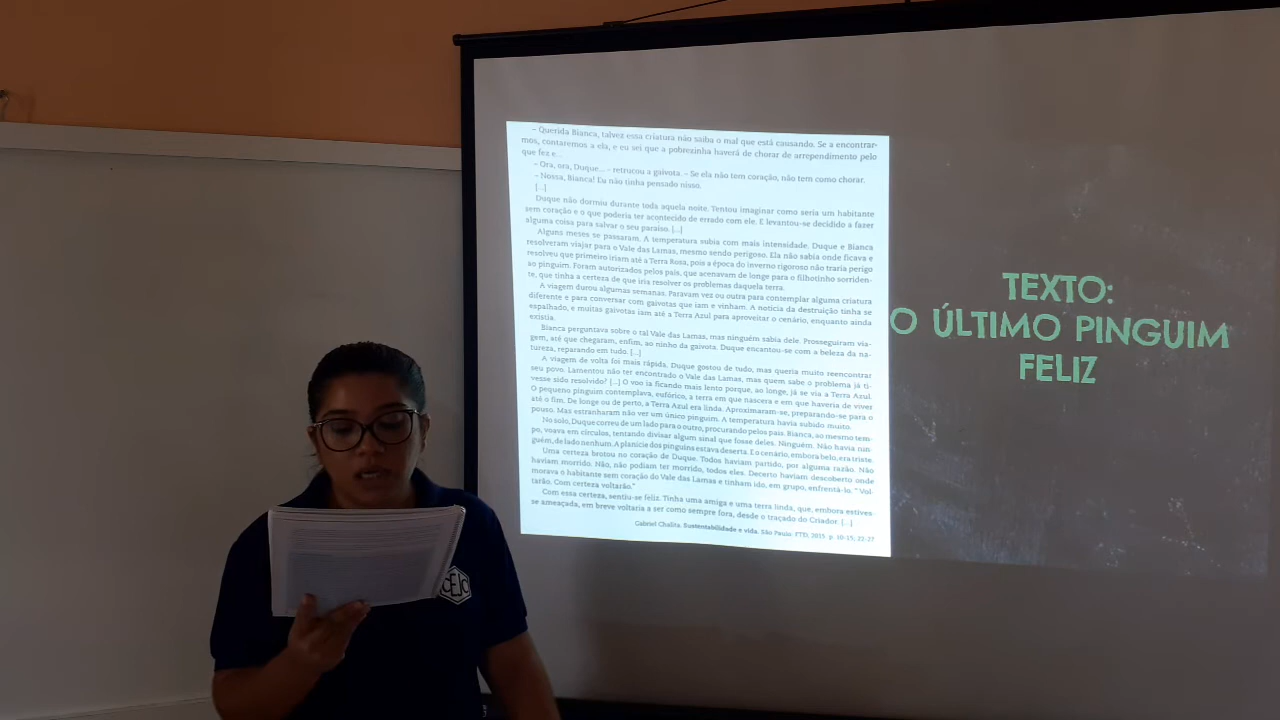 – Querida Bianca, talvez essa criatura não saiba o mal que está causando. Se a encontrar-
mos, contaremos a ela, e eu sei que a pobrezinha haverá de chorar de arrependimento pelo
que fez e...
– Ora, ora, Duque... – retrucou a gaivota. – Se ela não tem coração, não tem como chorar.
– Nossa, Bianca! Eu não tinha pensado nisso.
[...]
Duque não dormiu durante toda aquela noite. Tentou imaginar como seria um habitante
sem coração e o que poderia ter acontecido de errado com ele. E levantou-se decidido a fazer
alguma coisa para salvar o seu paraíso. [...]
Alguns meses se passaram. A temperatura subia com mais intensidade. Duque e Bianca
resolveram viajar para o Vale das Lamas, mesmo sendo perigoso. Ela não sabia onde ficava e
resolveu que primeiro iriam até a Terra Rosa, pois a época do inverno rigoroso não traria perigo
ao pinguim. Foram autorizados pelos pais, que acenavam de longe para o filhotinho sorriden-
te, que tinha a certeza de que iria resolver os problemas daquela terra.
A viagem durou algumas semanas. Paravam vez ou outra para contemplar alguma criatura
diferente e para conversar com gaivotas que iam e vinham. A notícia da destruição tinha se
espalhado, e muitas gaivotas iam até a Terra Azul para aproveitar o cenário, enquanto ainda
existia.
Bianca perguntava sobre o tal Vale das Lamas, mas ninguém sabia dele. Prosseguiram via-
gem, até que chegaram, enfim, ao ninho da gaivota. Duque encantou-se com a beleza da na-
tureza, reparando em tudo. [...]
A viagem de volta foi mais rápida, Duque gostou de tudo, mas queria muito reencontrar
seu povo. Lamentou não ter encontrado o Vale das Lamas, mas quem sabe o problema já ti-
vesse sido resolvido? [...] O voo ia ficando mais lento porque, ao longe, já se via a Terra Azul.
O pequeno pinguim contemplava, eufórico, a terra em que nascera e em que haveria de viver
até o fim. De longe ou de perto, a Terra Azul era linda. Aproximaram-se, preparando-se para o
pouso. Mas estranharam não ver um único pinguim. A temperatura havia subido muito.
No solo, Duque correu de um lado para o outro, procurando pelos pais. Bianca, ao mesmo tem-
po, voava em círculos, tentando divisar algum sinal que fosse deles. Ninguém. Não havia nin-
guém, de lado nenhum. A planície dos pinguins estava deserta. E o cenário, embora belo, era triste.
Uma certeza brotou no coração de Duque. Todos haviam partido, por alguma razão. Não
haviam morrido. Não, não podiam ter morrido, todos eles. Decerto haviam descoberto onde
morava o habitante sem coração do Vale das Lamas e tinham ido, em grupo, enfrentá-lo. "Vol-
tarão. Com certeza voltarão."
Com essa certeza, sentiu-se feliz. Tinha uma amiga e uma terra linda, que, embora estives-
se ameaçada, em breve voltaria a ser como sempre fora, desde o traçado do Criador. [...]
Gabriel Chalita. Sustentabilidade e vida. São Paulo: FTD, 2015. p. 10-15; 22-27
TEXTO:
O ÚLTIMO PINGUIM
FELIZ